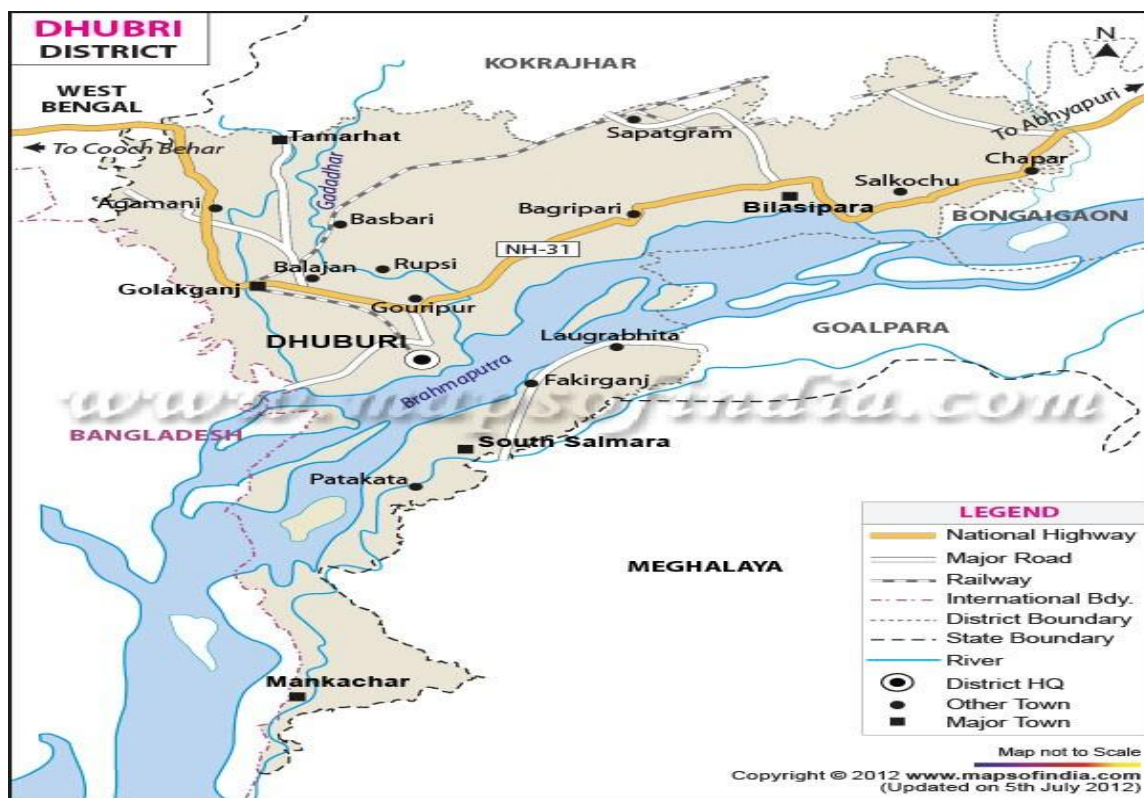 DHUBRI
DISTRICT
N
KOKRAJHAR
WEST
BENGAL
To Abhyapuri
Tamarhat
Sapatgram
To Cooch Behar
Chapar
Gadadhar
Salkochu
Agamani
Basbari
Bagripari
Bilasipara
BONGAIGAON
NH-31
Rupsi
Balajan
Golakganj
Gouripur
GOALPARA
DHUBURI
Laugrabhita
Brahmaputra
Fakirganj
www.mapsofindia.com
BANGLADESH
South Salmara
Patakata
MEGHALAYA
Mankachar
LEGEND
National Highway
Major Road
Railway
International Bdy.
District Boundary
State Boundary
River
District HQ
Other Town
Major Town
Map not to Scale
Copyright © 2012 www.mapsofindia.com
(Updated on 5th July 2012)